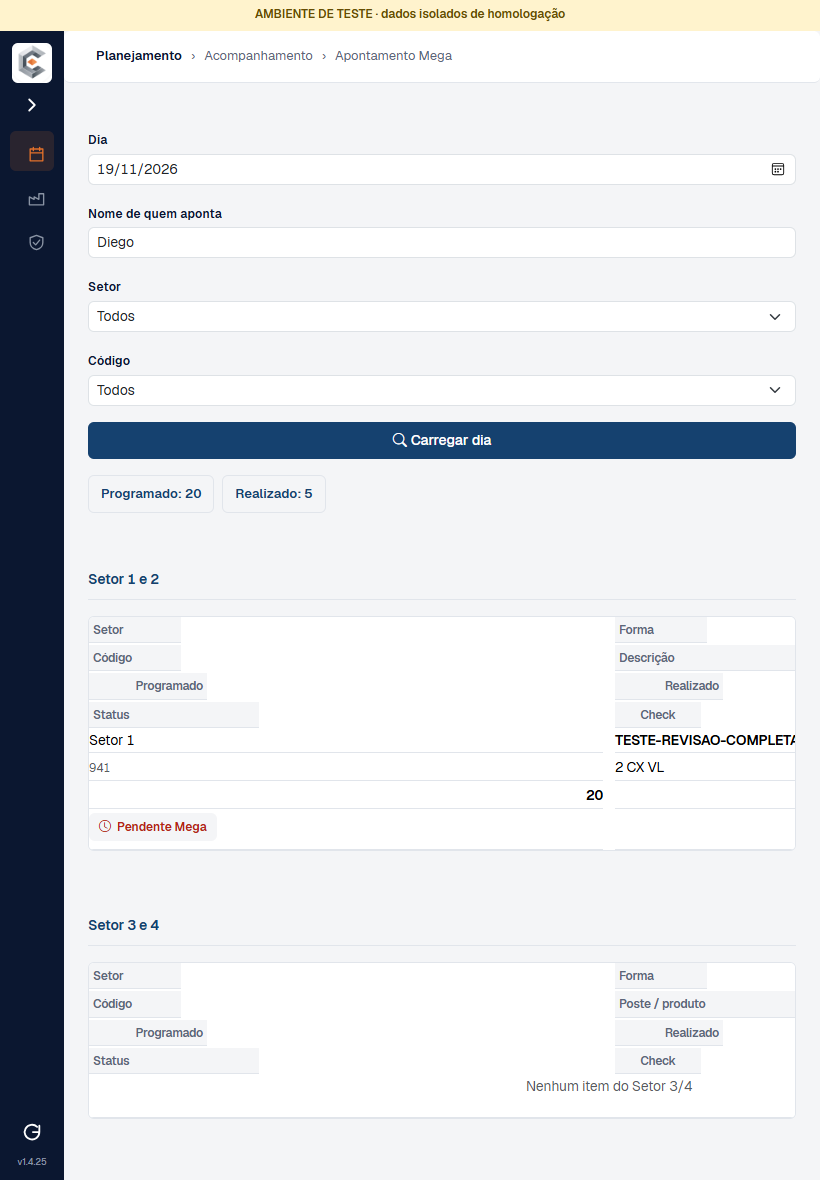 AMBIENTE DE TESTE · dados isolados de homologação
Planejamento › Acompanhamento › Apontamento Mega
Dia
19/11/2026
Nome de quem aponta
Diego
Setor
Todos
Código
Todos
Carregar dia
Programado: 20 Realizado: 5
Setor 1 e 2
Setor Forma
Código Descrição
Programado Realizado
Status Check
Setor 1 TESTE-REVISAO-COMPLETA
941 2 CX VL
20
Pendente Mega
Setor 3 e 4
Setor Forma
Código Poste / produto
Programado Realizado
Status Check
Nenhum item do Setor 3/4
v1.4.25